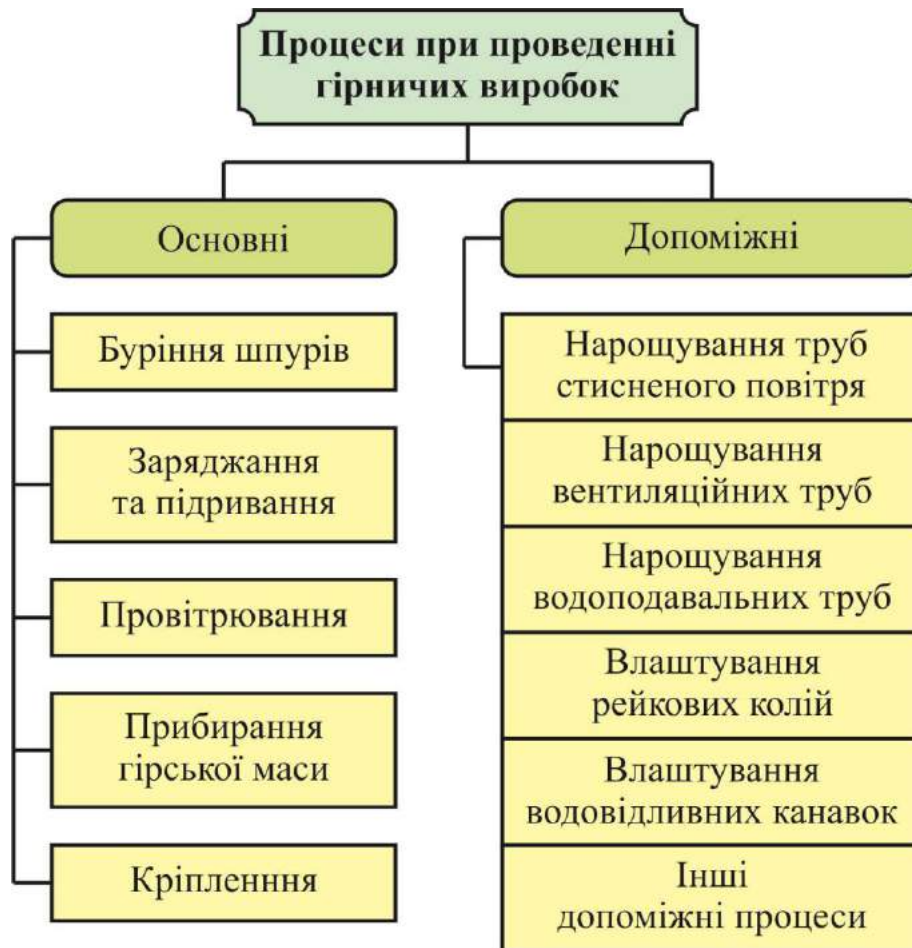 Процеси при проведенні
гірничих виробок
Основні
Буріння шпурів
Заряджання
та підривання
Провітрювання
Прибирання
гірської маси
Кріпленння
Допоміжні
Нарощування труб
стисненого повітря
Нарощування
вентиляційних труб
Нарощування
водоподавальних труб
Влаштування
рейкових колій
Влаштування
водовідливних канавок
Інші
допоміжні процеси